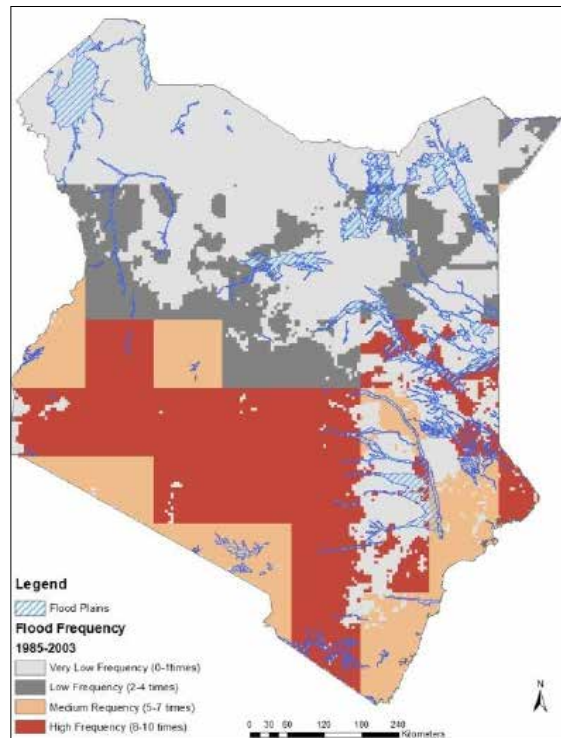 Legend
Flood Plains
Flood Frequency
1985-2003
Very Low Frequency (0-1times)
Low Frequency (2-4 times)
Medium Requency (5-7 times)
High Frequency (8-10 times)
0 30 60 120 180 240
Kilometers
N